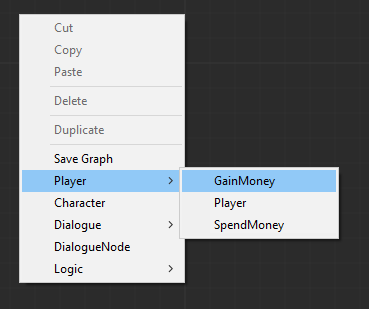 Cut
Copy
Paste
Delete
Duplicate
Save Graph
Player
Character
Dialogue
DialogueNode
Logic
GainMoney
Player
SpendMoney